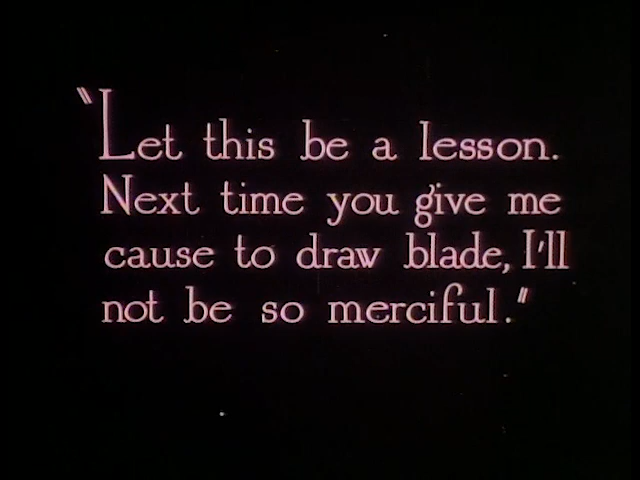 "Let this be a lesson.
Next time you give me
cause to draw blade, I'll
not be so merciful."